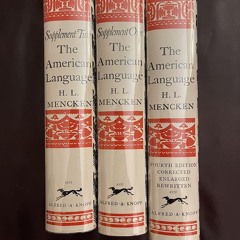 Supplement Two
The
American
Language
H. L.
MENCKEN
ALFRED · A · KNOPF
Supplement One
The
American
Language
H. L.
MENCKEN
ALFRED · A · KNOPF
The
American
Language
H. L.
MENCKEN
FOURTH EDITION
CORRECTED
ENLARGED
REWRITTEN
ALFRED · A · KNOPF